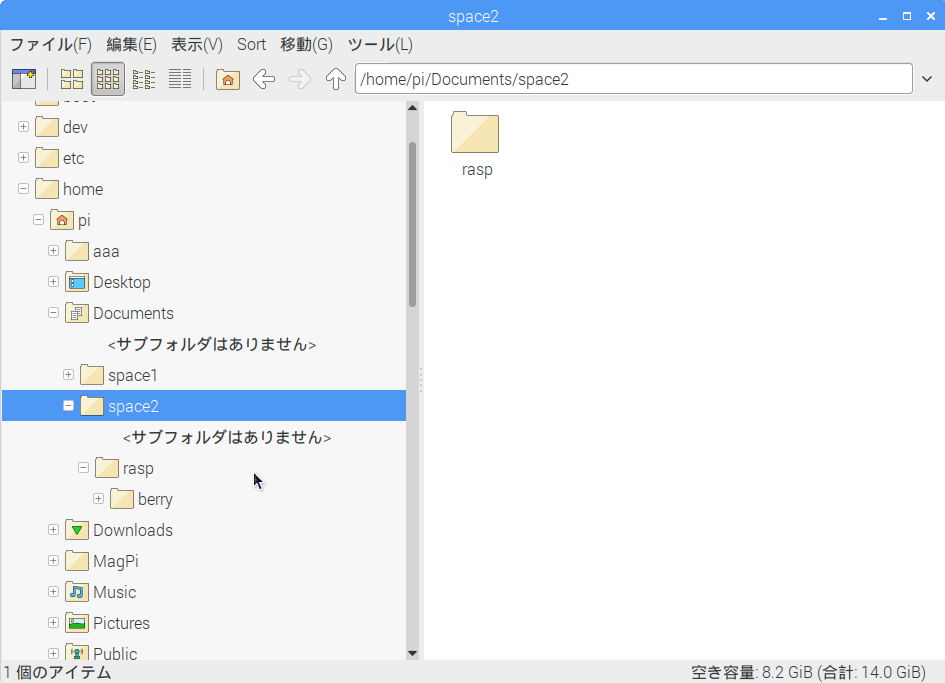 space2
ファイル(F) 編集(E) 表示(V) Sort 移動(G) ツール(L)
/home/pi/Documents/space2
dev
etc
home
pi
aaa
Desktop
Documents
<サブフォルダはありません>
space1
space2
<サブフォルダはありません>
rasp
berry
Downloads
MagPi
Music
Pictures
Public
rasp
1 個のアイテム 空き容量: 8.2 GiB (合計: 14.0 GiB)